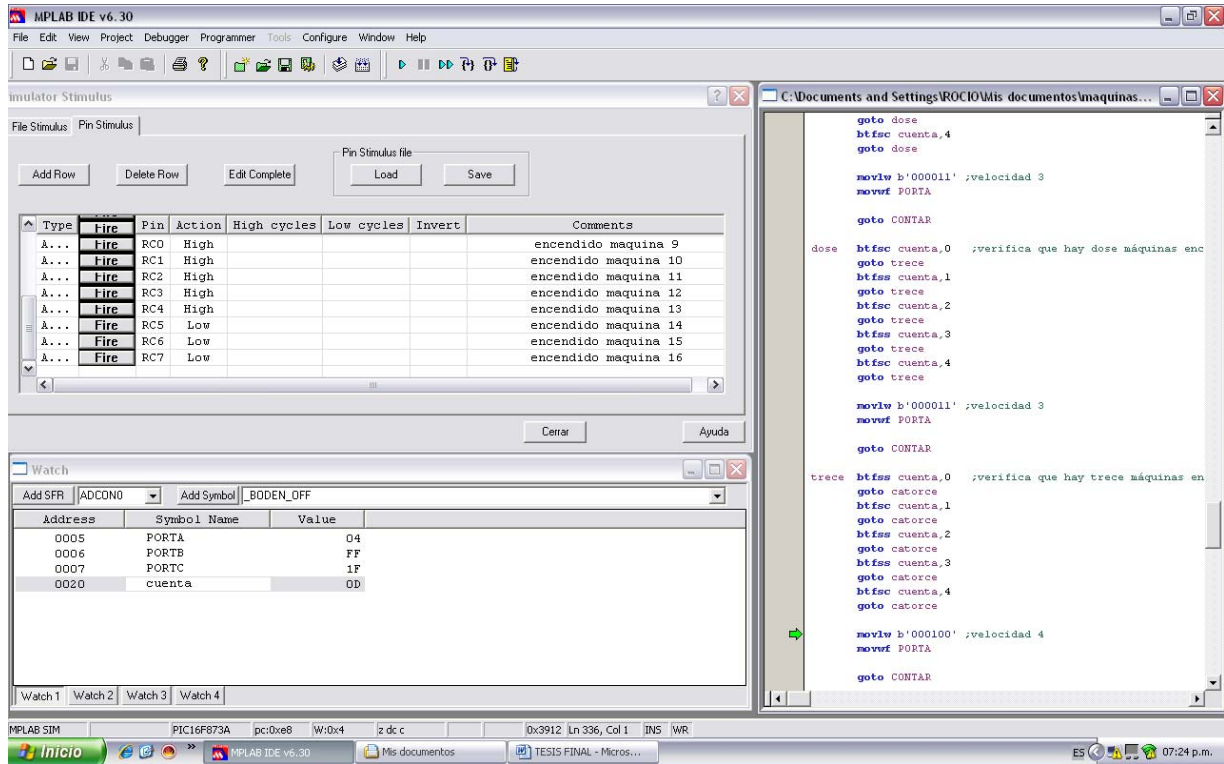 MPLAB IDE v6.30
File Edit View Project Debugger Programmer Tools Configure Window Help
imulator Stimulus
File Stimulus Pin Stimulus
Pin Stimulus file
Add Row Delete Row Edit Complete Load Save
Type Fire Pin Action High cycles Low cycles Invert Comments
A... Fire RC0 High encendido maquina 9
A... Fire RC1 High encendido maquina 10
A... Fire RC2 High encendido maquina 11
A... Fire RC3 High encendido maquina 12
A... Fire RC4 High encendido maquina 13
A... Fire RC5 Low encendido maquina 14
A... Fire RC6 Low encendido maquina 15
A... Fire RC7 Low encendido maquina 16
Cerrar Ayuda
Watch
Add SFR ADCON0 Add Symbol _BODEN_OFF
Address Symbol Name Value
0005 PORTA 04
0006 PORTB FF
0007 PORTC 1F
0020 cuenta 0D
Watch 1 Watch 2 Watch 3 Watch 4
C:\Documents and Settings\ROCIO\Mis documentos\maquinas...
goto dose
btfsc cuenta,4
goto dose
movlw b'000011' ;velocidad 3
movwf PORTA
goto CONTAR
dose btfsc cuenta,0 ;verifica que hay dose máquinas enc
goto trece
btfss cuenta,1
goto trece
btfsc cuenta,2
goto trece
btfss cuenta,3
goto trece
btfsc cuenta,4
goto trece
movlw b'000011' ;velocidad 3
movwf PORTA
goto CONTAR
trece btfss cuenta,0 ;verifica que hay trece máquinas en
goto catorce
btfsc cuenta,1
goto catorce
btfss cuenta,2
goto catorce
btfss cuenta,3
goto catorce
btfsc cuenta,4
goto catorce
movlw b'000100' ;velocidad 4
movwf PORTA
goto CONTAR
MPLAB SIM PIC16F873A pc:0xe8 W:0x4 z dc c 0x3912 Ln 336, Col 1 INS WR
Inicio MPLAB IDE v6.30 Mis documentos TESIS FINAL - Micros... ES 07:24 p.m.